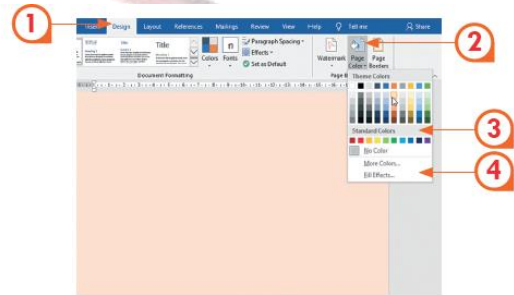 1
Design Layout References Mailings Review View Help Tell me Share
2
Title
Paragraph Spacing
Effects
Set as Default
Colors Fonts
Watermark Page Color Page Borders
Document Formatting
Theme Colors
Standard Colors
3
No Color
More Colors...
4
Fill Effects...